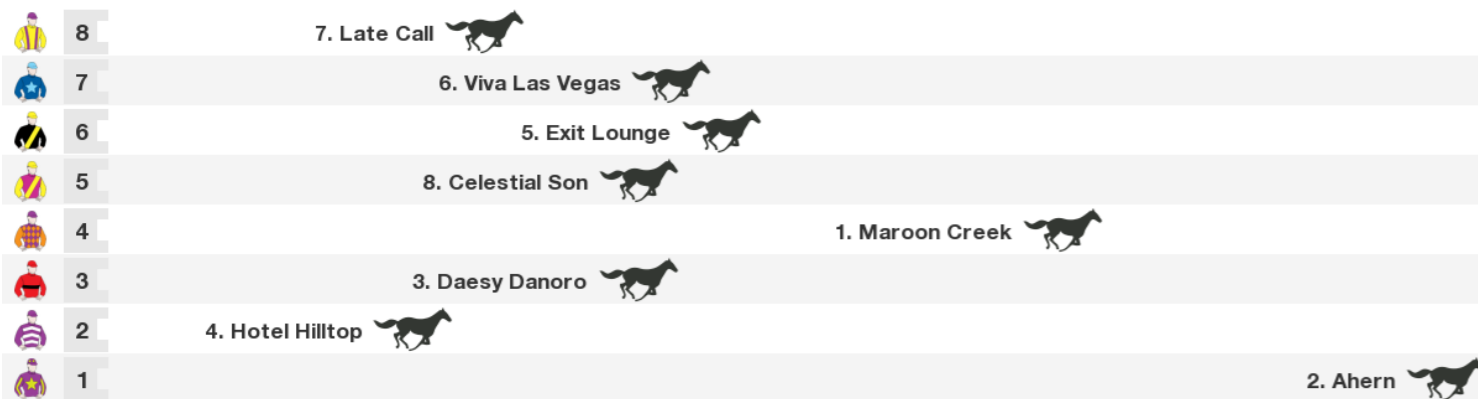 8 7. Late Call
7 6. Viva Las Vegas
6 5. Exit Lounge
5 8. Celestial Son
4 1. Maroon Creek
3 3. Daesy Danoro
2 4. Hotel Hilltop
1 2. Ahern